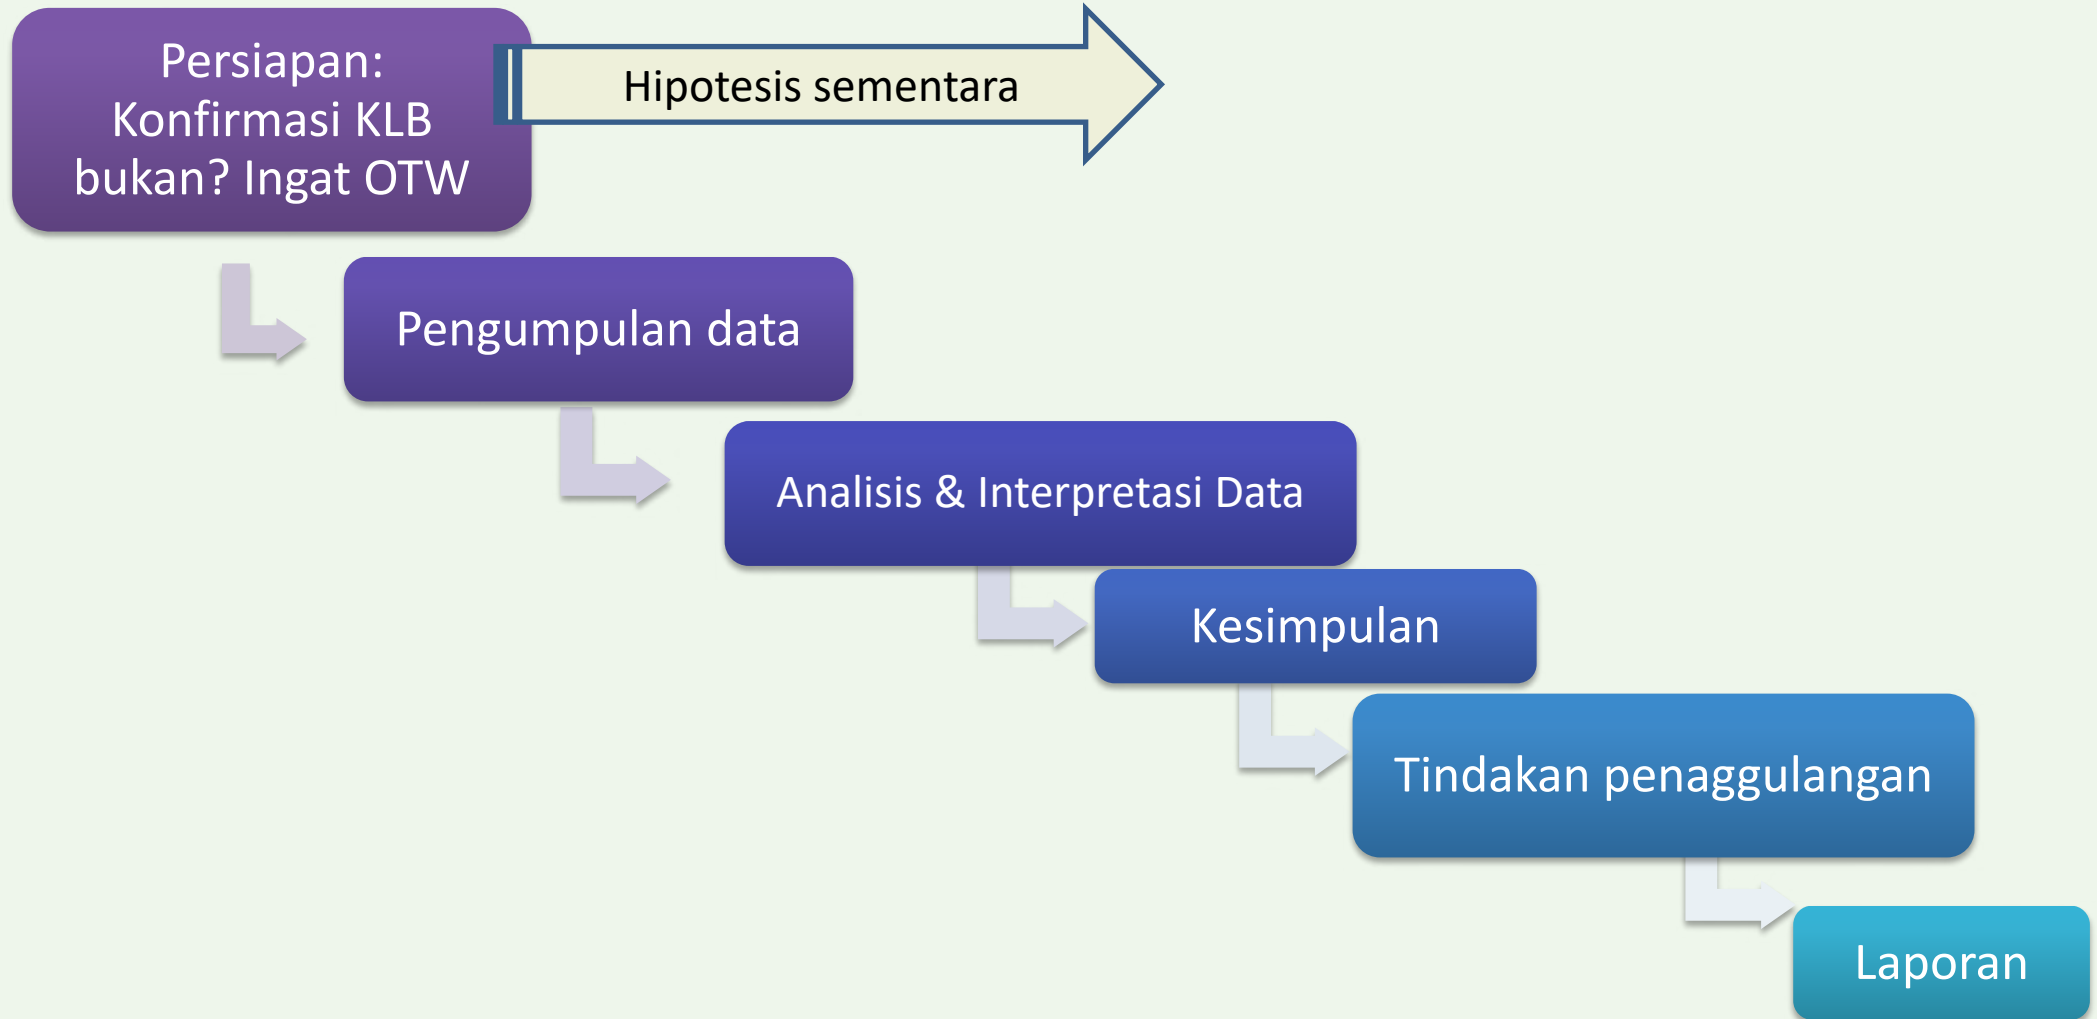 Persiapan:
Konfirmasi KLB
bukan? Ingat OTW
Hipotesis sementara
Pengumpulan data
Analisis & Interpretasi Data
Kesimpulan
Tindakan penaggulangan
Laporan